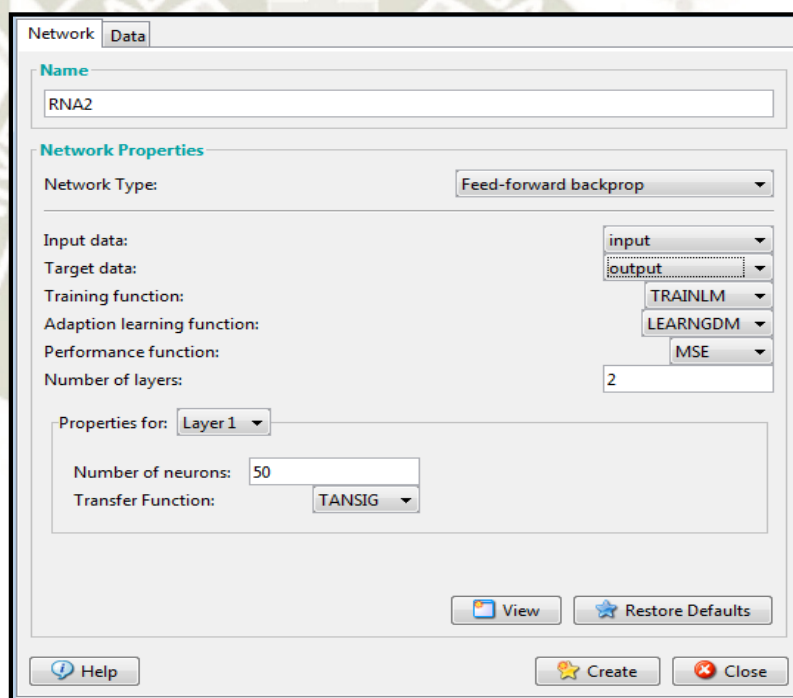 Network Data
Name
RNA2
Network Properties
Network Type: Feed-forward backprop
Input data: input
Target data: output
Training function: TRAINLM
Adaption learning function: LEARNGDM
Performance function: MSE
Number of layers: 2
Properties for: Layer 1
Number of neurons: 50
Transfer Function: TANSIG
View Restore Defaults
Help Create Close